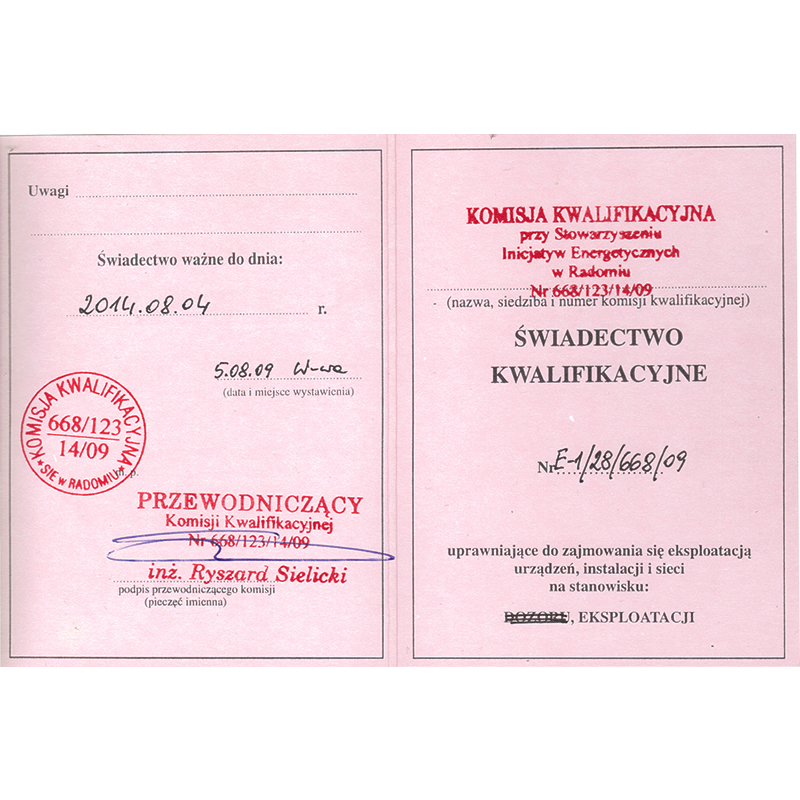 Uwagi
Świadectwo ważne do dnia:
2014.08.04 r.
5.08.09 W-wa
(data i miejsce wystawienia)
KOMISJA KWALIFIKACYJNA
668/123
14/09
SIE w RADOMIU
m. p.
PRZEWODNICZĄCY
Komisji Kwalifikacyjnej
Nr 668/123/14/09
inż. Ryszard Sielicki
podpis przewodniczącego komisji
(pieczęć imienna)
KOMISJA KWALIFIKACYJNA
przy Stowarzyszeniu
Inicjatyw Energetycznych
w Radomiu
Nr 668/123/14/09
(nazwa, siedziba i numer komisji kwalifikacyjnej)
ŚWIADECTWO
KWALIFIKACYJNE
Nr E-1/28/668/09
uprawniające do zajmowania się eksploatacją
urządzeń, instalacji i sieci
na stanowisku:
DOZORU, EKSPLOATACJI